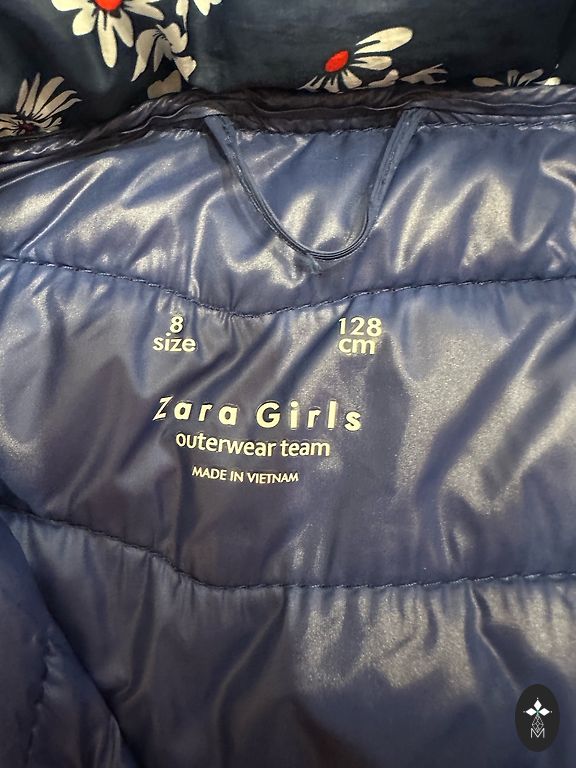 8 128
size cm
Zara Girls
outerwear team
MADE IN VIETNAM
M